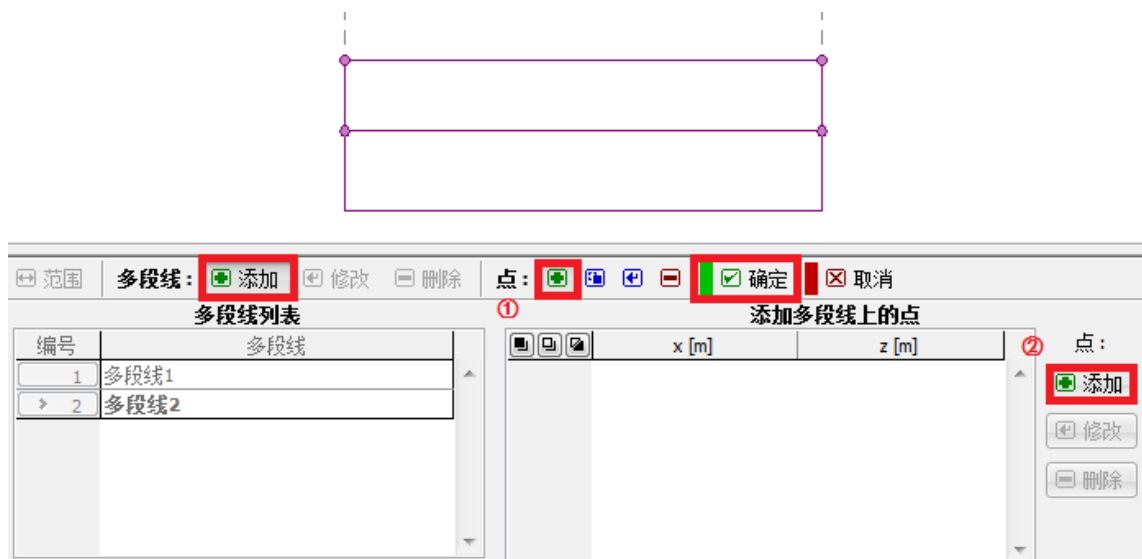 范围 多段线: 添加 修改 删除 点: 确定 取消
多段线列表 ① 添加多段线上的点
编号 多段线 x [m] z [m] ② 点:
1 多段线1
2 多段线2
添加
修改
删除